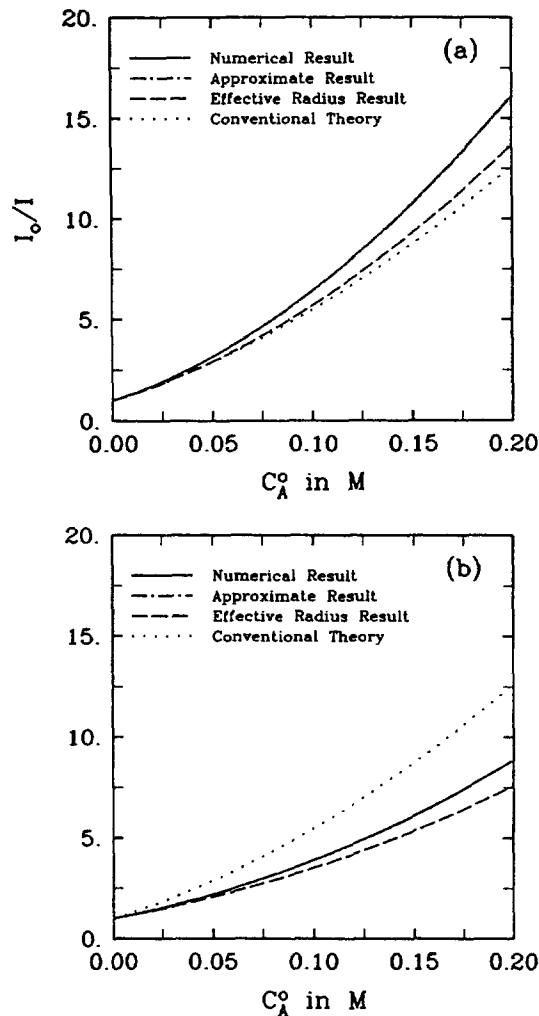 20.
(a)
Numerical Result
Approximate Result
Effective Radius Result
Conventional Theory
15.
I₀/I
10.
5.
0.
0.00 0.05 0.10 0.15 0.20
C°_A in M
20.
(b)
Numerical Result
Approximate Result
Effective Radius Result
Conventional Theory
15.
10.
5.
0.
0.00 0.05 0.10 0.15 0.20
C°_A in M